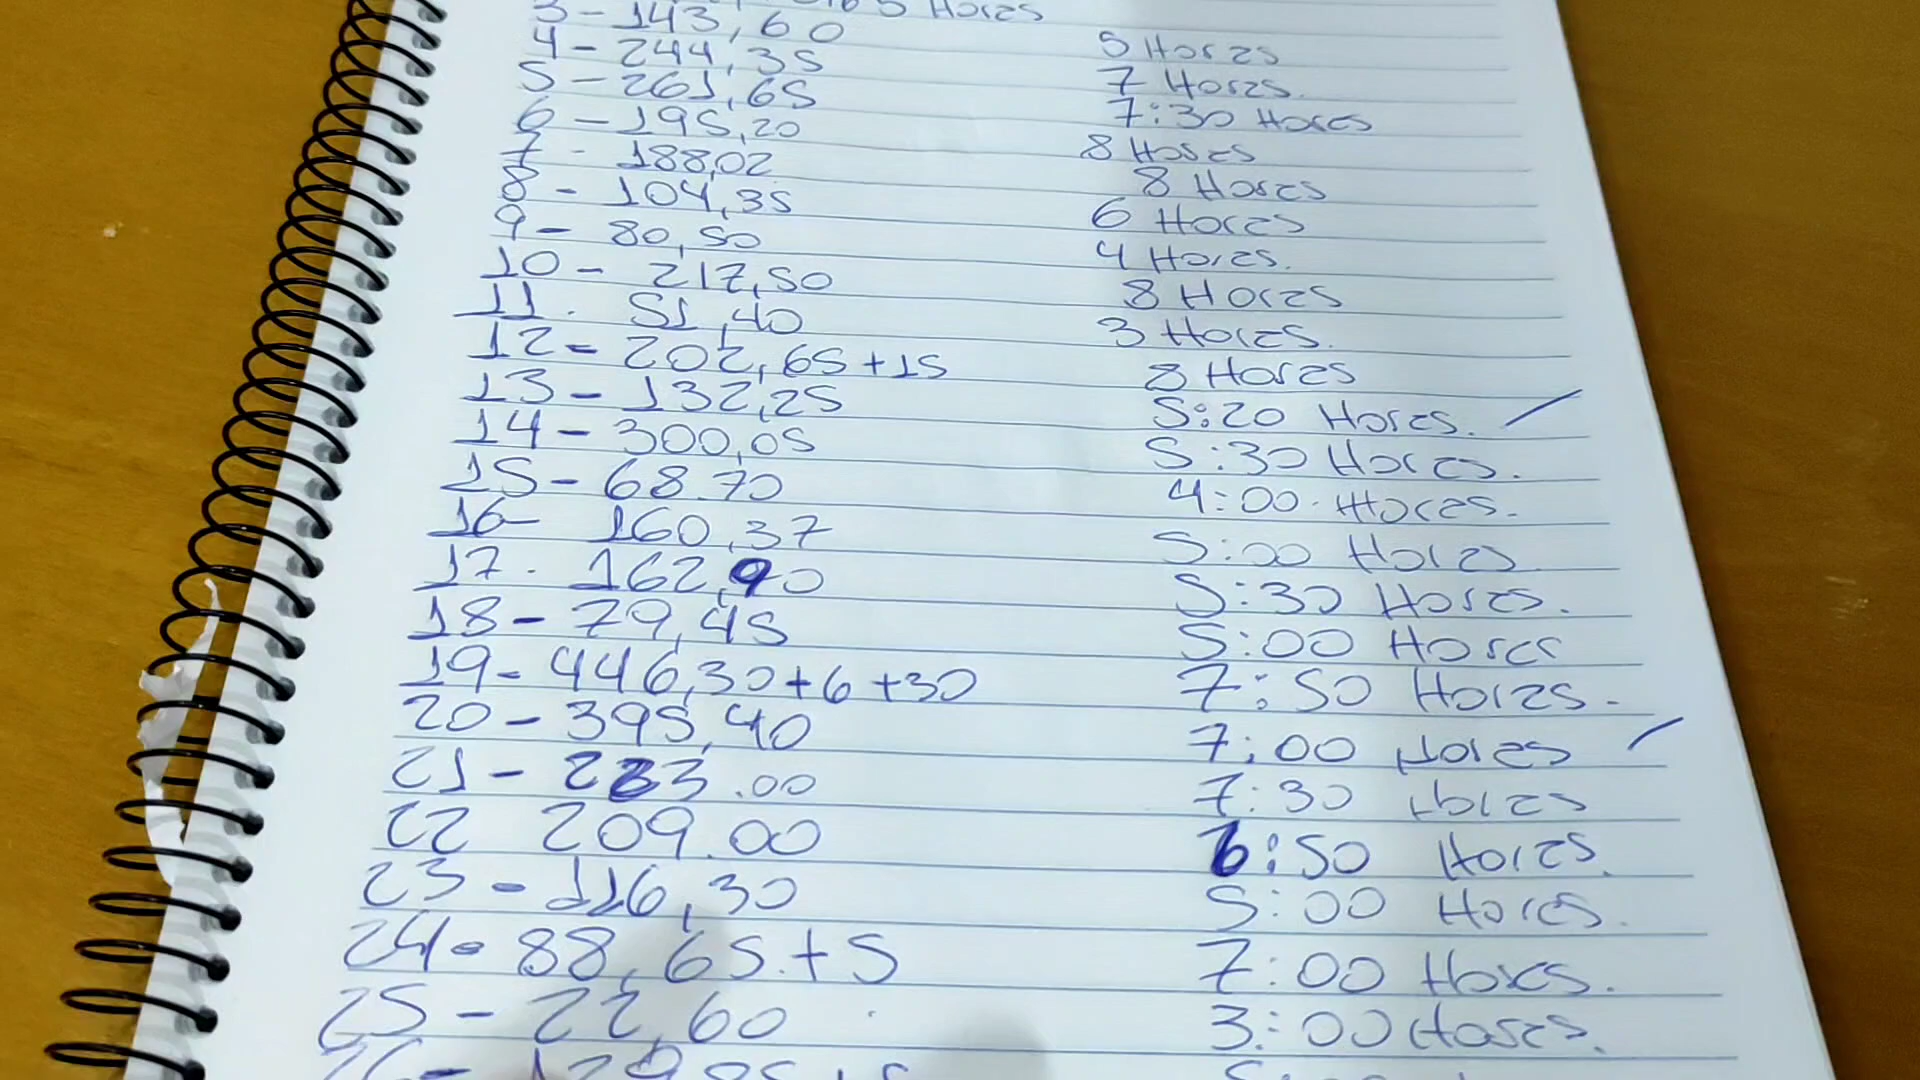 5 Horas
3 - 143,60
4 - 244,35 5 Horas
5 - 261,65 7 Horas.
6 - 195,20 7:30 Horas
7 - 188,02 8 Horas
8 - 104,35 8 Horas
9 - 80,50 6 Horas
10 - 217,50 4 Horas.
11. 51,40 8 Horas
12 - 202,65 +15 3 Horas.
13 - 132,25 8 Horas
14 - 300,05 5:20 Horas.
15 - 68.70 5:30 Horas.
16 - 160,37 4:00 Horas.
17. 162,90 5:00 Horas
18 - 79,45 5:30 Horas.
19 - 446,30 +6 +30 5:00 Horas
20 - 395,40 7:50 Horas.
21 - 223.00 7:00 Horas
22 209.00 7:30 Horas
23 - 116,30 6:50 Horas.
24 - 88,65 + 5 5:00 Horas.
25 - 22,60 7:00 Horas.
3:00 Horas.